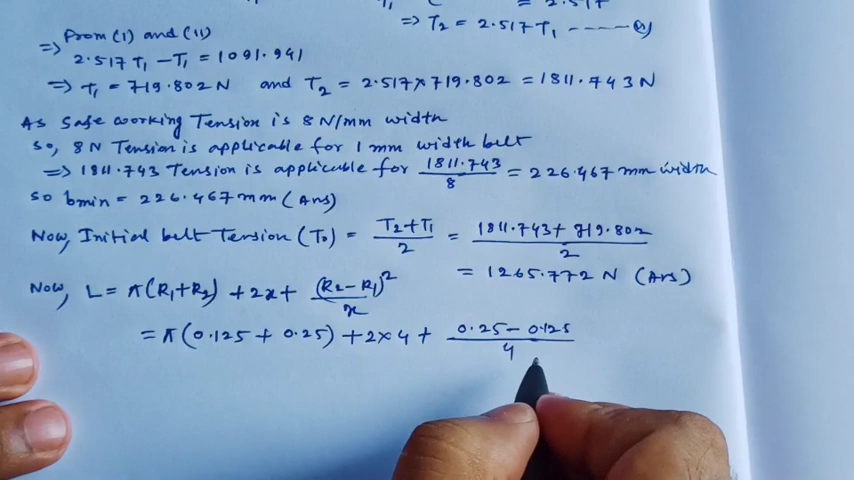 = 2.517
=> T2 = 2.517 T1 ------
=> From (I) and (II)
2.517 T1 - T1 = 1091.941
=> T1 = 719.802 N and T2 = 2.517×719.802 = 1811.743 N
As safe working Tension is 8 N/mm width
So, 8N Tension is applicable for 1 mm width belt
=> 1811.743 Tension is applicable for 1811.743/8 = 226.467 mm width
so bmin = 226.467 mm (Ans)
Now, Initial belt Tension (To) = (T2+T1)/2 = (1811.743 + 719.802)/2
= 1265.772 N (Ans)
Now, L = π(R1+R2) + 2x + (R2-R1)²/x
= π(0.125 + 0.25) + 2×4 + (0.25 - 0.125)/4